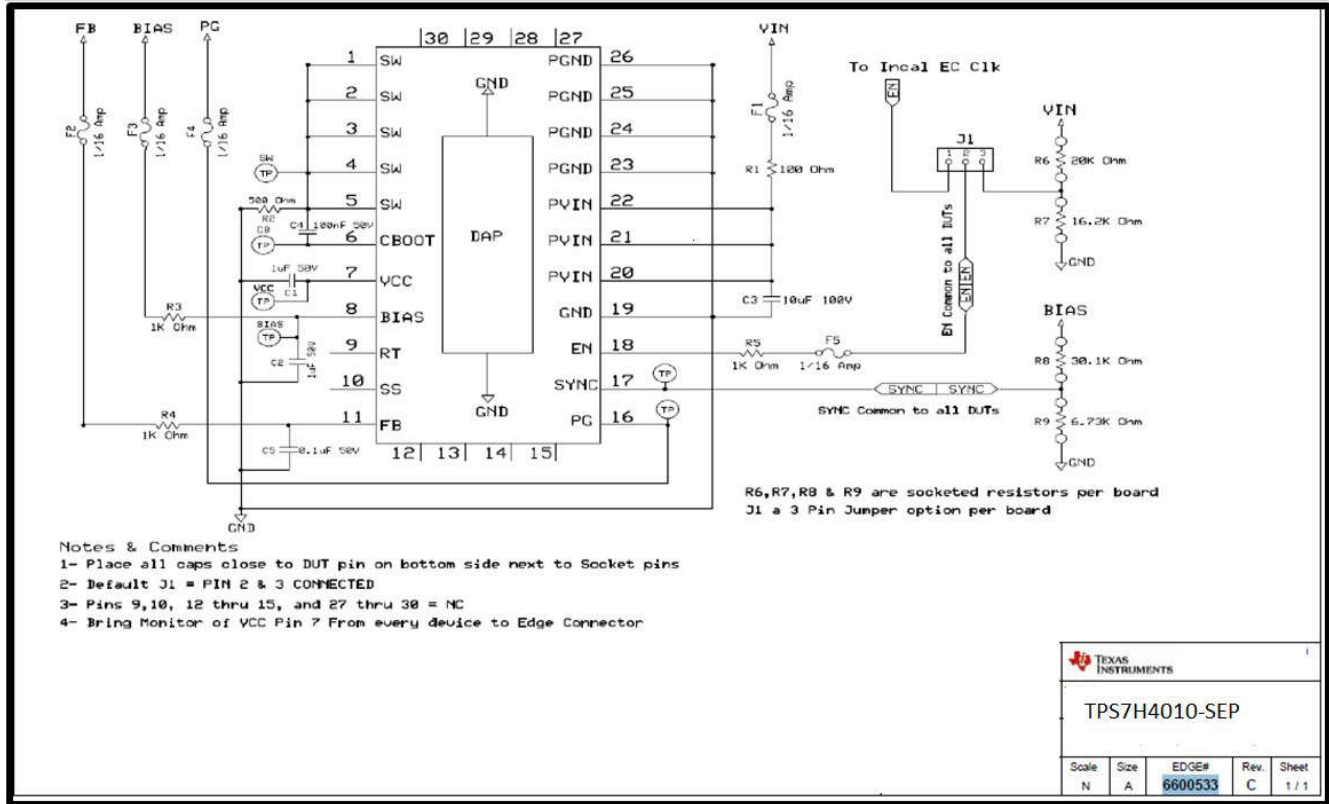 FB BIAS PG
F2 1/16 Amp
F3 1/16 Amp
F4 1/16 Amp
30 29 28 27
1 SW
2 SW
3 SW
4 SW
5 SW
6 CBOOT
7 VCC
8 BIAS
9 RT
10 SS
11 FB
12 13 14 15
GND
DAP
GND
PGND 26
PGND 25
PGND 24
PGND 23
PVIN 22
PVIN 21
PVIN 20
GND 19
EN 18
SYNC 17
PG 16
SW
TP
500 Ohm
R2
CB
TP
C4 100nF 50V
1uF 50V
C1
VCC
TP
R3
1K Ohm
BIAS
TP
C2 1uF 50V
R4
1K Ohm
C5 0.1uF 50V
GND
VIN
F1 1/16 Amp
R1 100 Ohm
C3 10uF 100V
R5
1K Ohm
F5
1/16 Amp
TP
TP
To Incal EC Clk
EN
J1
1 2 3
EN Common to all DUTs
EN EN
VIN
R6 20K Ohm
R7 16.2K Ohm
GND
BIAS
R8 30.1K Ohm
R9 6.73K Ohm
GND
SYNC SYNC
SYNC Common to all DUTs
R6,R7,R8 & R9 are socketed resistors per board
J1 a 3 Pin Jumper option per board
Notes & Comments
1- Place all caps close to DUT pin on bottom side next to Socket pins
2- Default J1 = PIN 2 & 3 CONNECTED
3- Pins 9,10, 12 thru 15, and 27 thru 30 = NC
4- Bring Monitor of VCC Pin 7 From every device to Edge Connector
TEXAS INSTRUMENTS
TPS7H4010-SEP
Scale Size EDGE# Rev. Sheet
N A 6600533 C 1 / 1